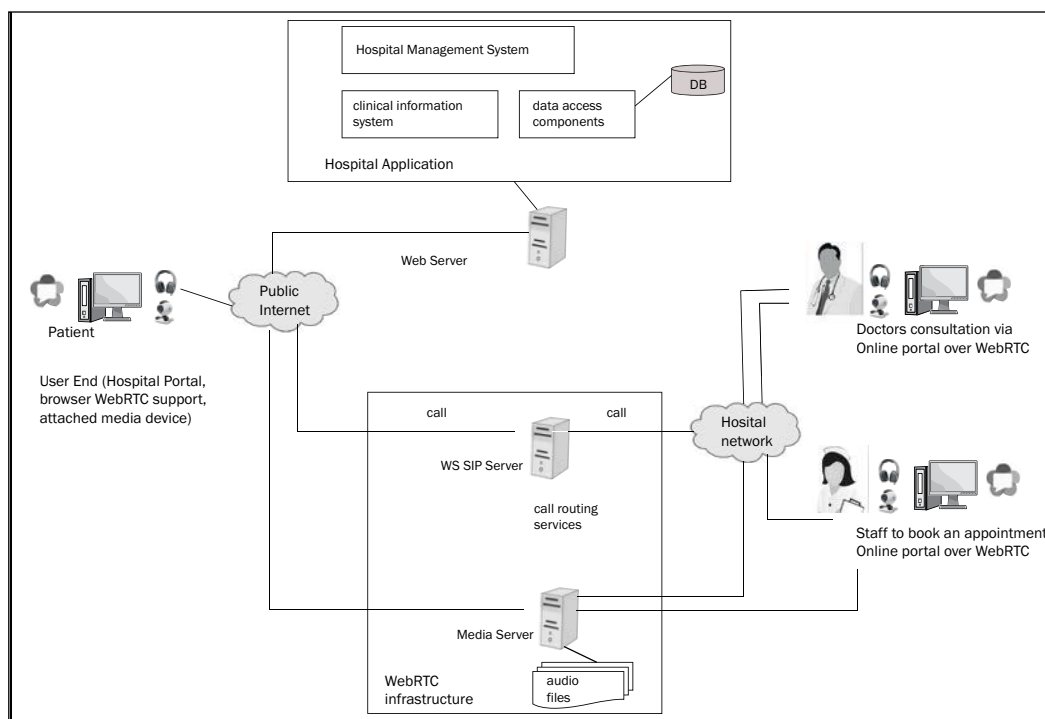 Hospital Management System
clinical information
system
data access
components
DB
Hospital Application
Web Server
Public
Internet
Patient
User End (Hospital Portal,
browser WebRTC support,
attached media device)
Doctors consultation via
Online portal over WebRTC
call
call
WS SIP Server
call routing
services
Hosital
network
Staff to book an appointment
Online portal over WebRTC
Media Server
audio
files
WebRTC
infrastructure